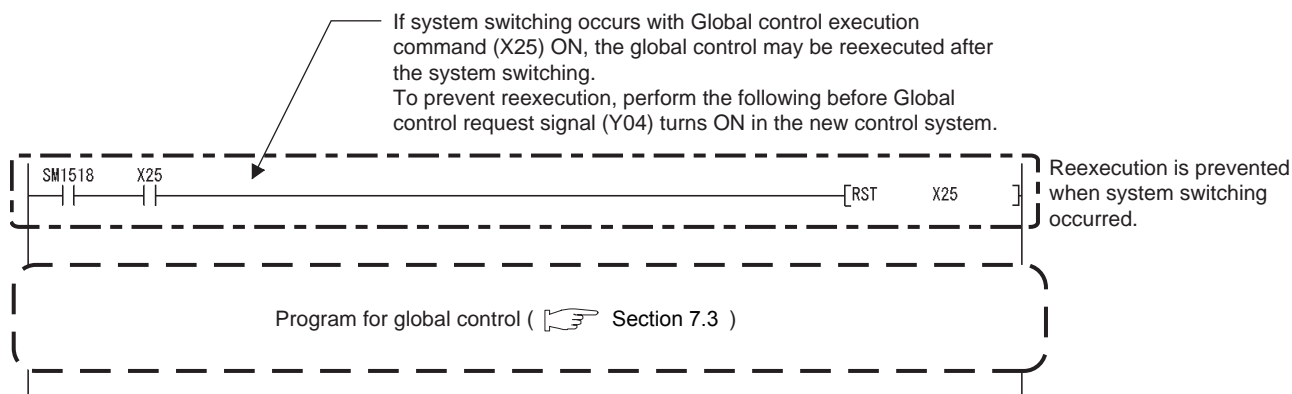 If system switching occurs with Global control execution
command (X25) ON, the global control may be reexecuted after
the system switching.
To prevent reexecution, perform the following before Global
control request signal (Y04) turns ON in the new control system.
SM1518 X25
[RST X25 ]
Reexecution is prevented
when system switching
occurred.
Program for global control ( Section 7.3 )